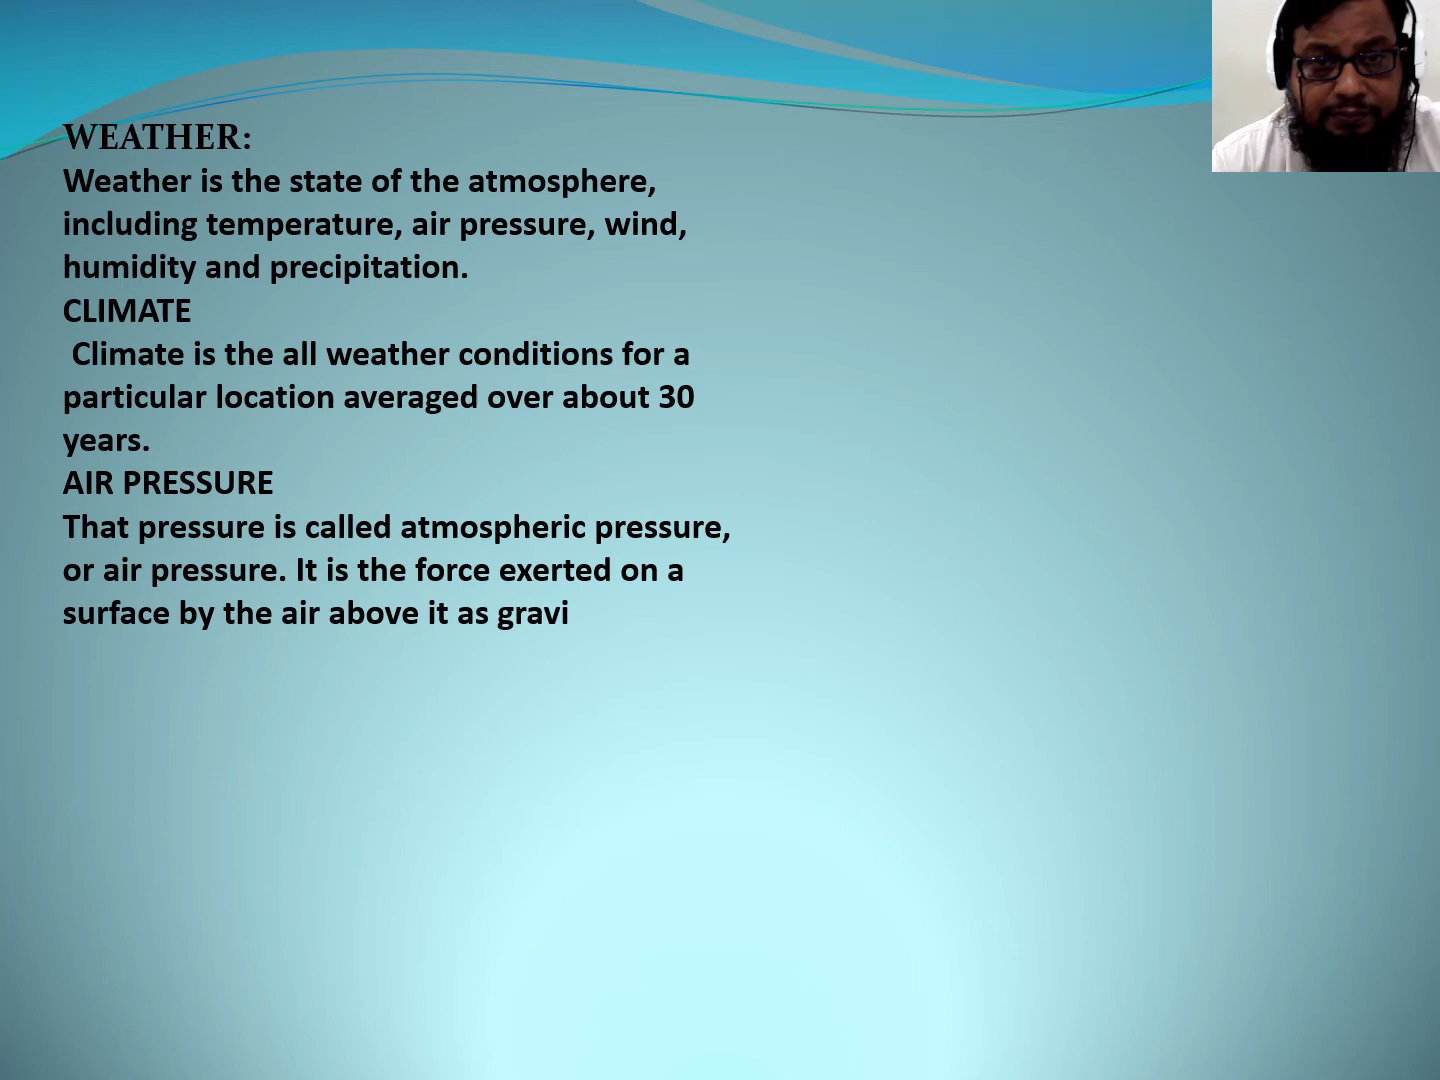 WEATHER:
Weather is the state of the atmosphere,
including temperature, air pressure, wind,
humidity and precipitation.
CLIMATE
Climate is the all weather conditions for a
particular location averaged over about 30
years.
AIR PRESSURE
That pressure is called atmospheric pressure,
or air pressure. It is the force exerted on a
surface by the air above it as gravi